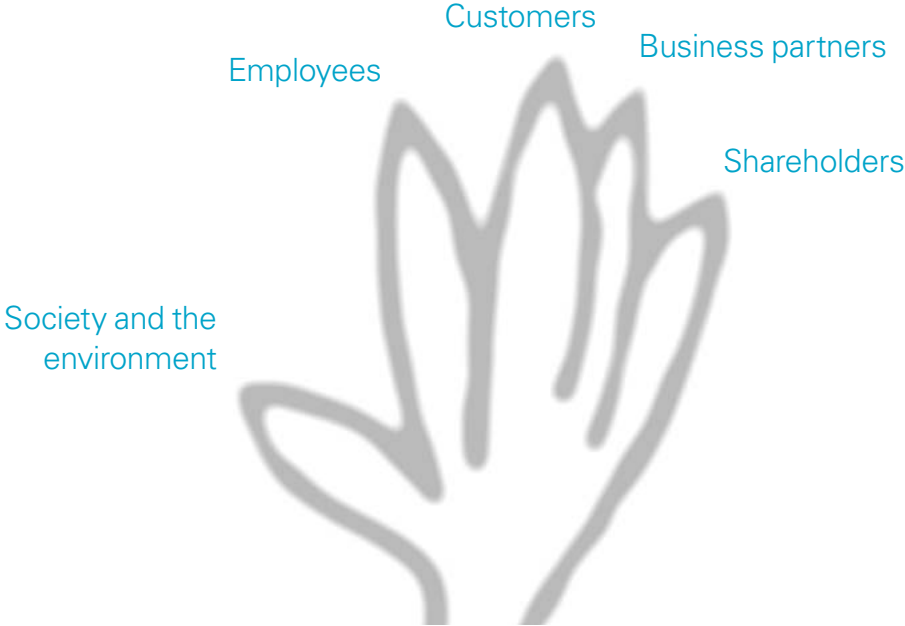 Customers
Business partners
Employees
Shareholders
Society and the
environment